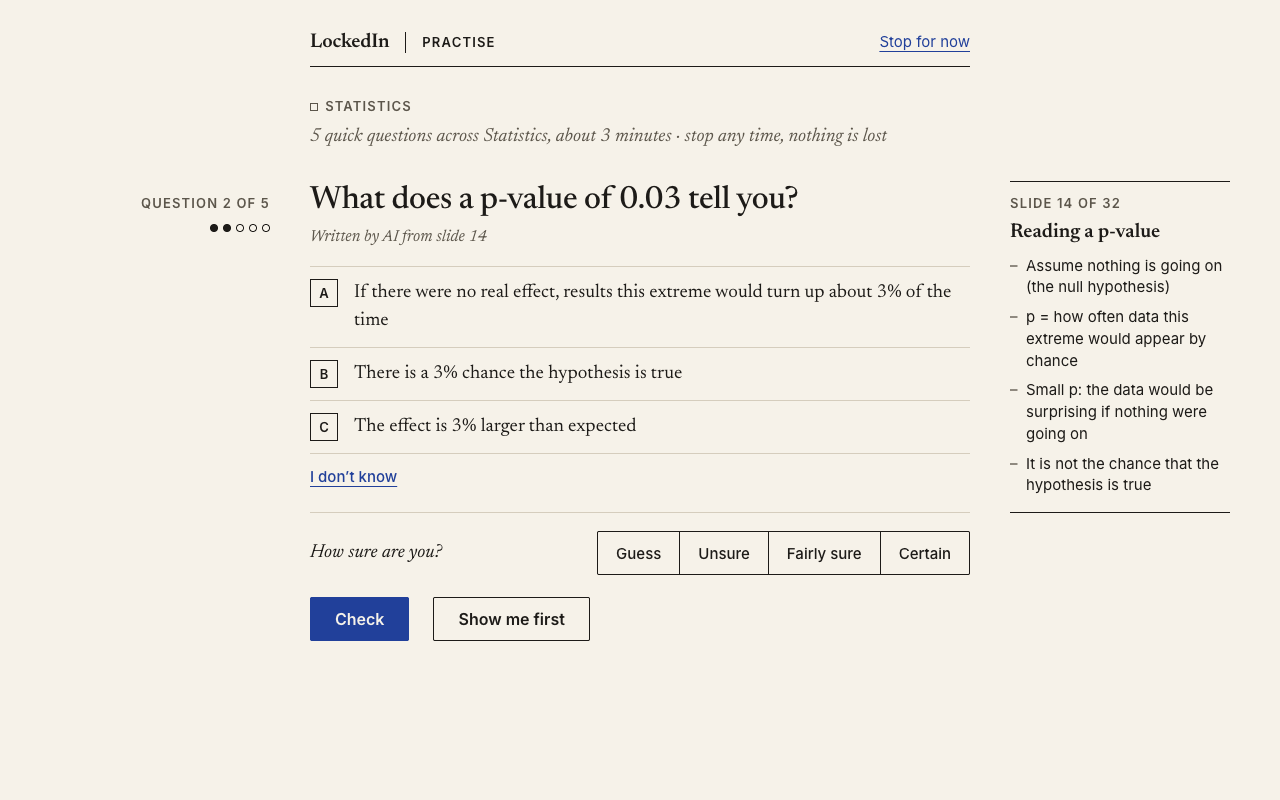 LockedIn
PRACTISE
Stop for now
STATISTICS
5 quick questions across Statistics, about 3 minutes · stop any time, nothing is lost
QUESTION 2 OF 5
What does a p-value of 0.03 tell you?
Written by AI from slide 14
A
If there were no real effect, results this extreme would turn up about 3% of the
time
B
There is a 3% chance the hypothesis is true
C
The effect is 3% larger than expected
I don’t know
How sure are you?
Guess
Unsure
Fairly sure
Certain
Check
Show me first
SLIDE 14 OF 32
Reading a p-value
– Assume nothing is going on
(the null hypothesis)
– p = how often data this
extreme would appear by
chance
– Small p: the data would be
surprising if nothing were
going on
– It is not the chance that the
hypothesis is true